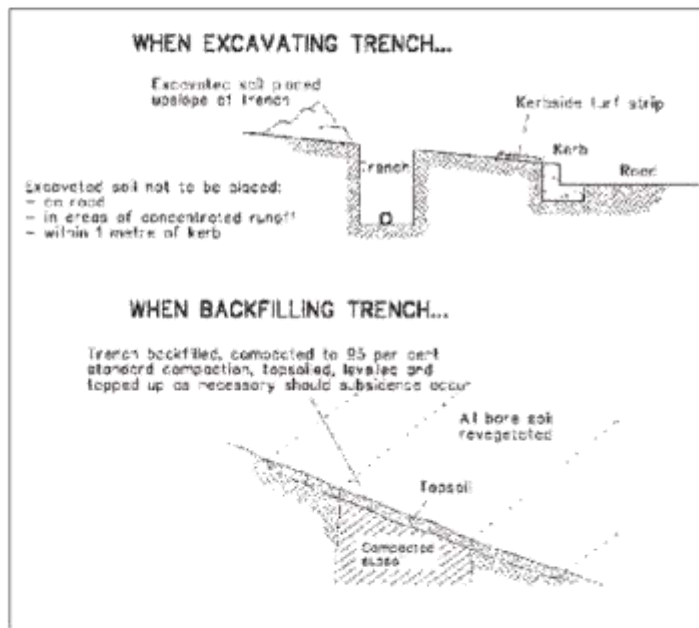 WHEN EXCAVATING TRENCH...
Excavated soil placed
upslope of trench
Kerbside turf strip
Kerb
Trench
Road
Excavated soil not to be placed:
- on road
- in areas of concentrated runoff
- within 1 metre of kerb
WHEN BACKFILLING TRENCH...
Trench backfilled, compacted to 95 per cent
standard compaction, topsoiled, levelled and
topped up as necessary should subsidence occur
All bare soil
revegetated
Topsoil
Compacted